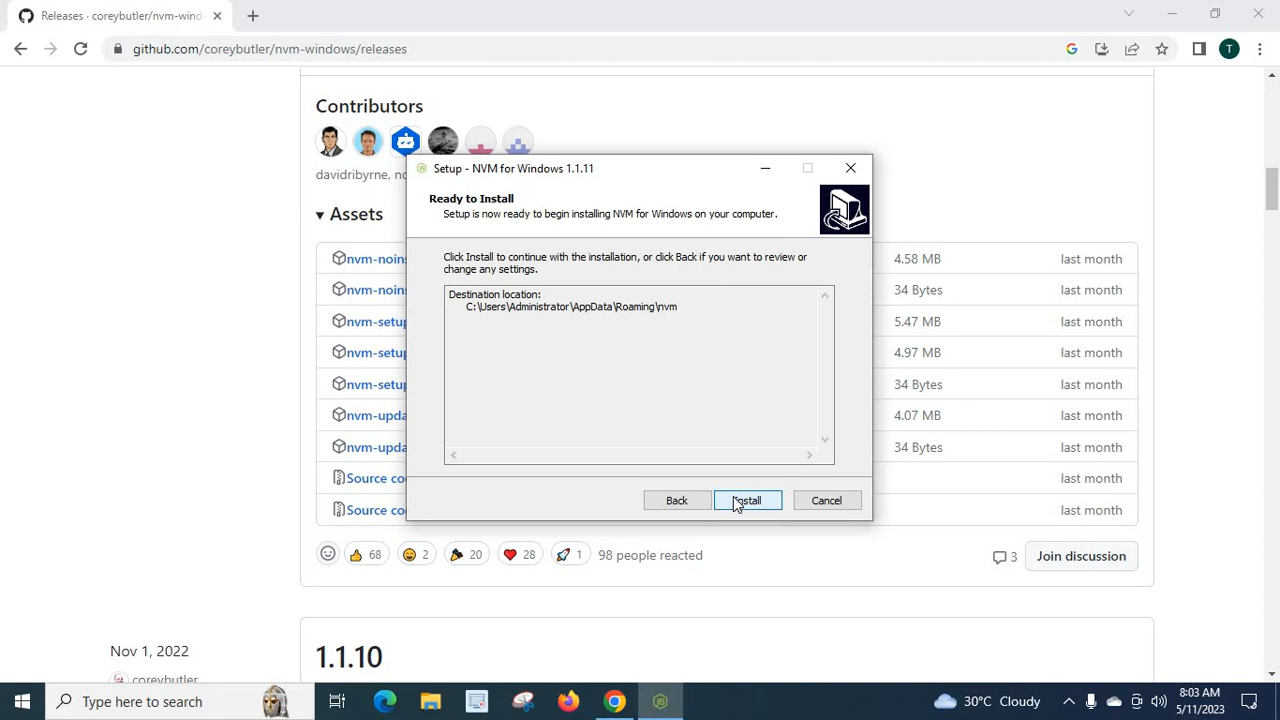 Releases · coreybutler/nvm-wind
github.com/coreybutler/nvm-windows/releases
T
Contributors
davidribyrne, no
Assets
nvm-noins 4.58 MB last month
nvm-noins 34 Bytes last month
nvm-setup 5.47 MB last month
nvm-setup 4.97 MB last month
nvm-setup 34 Bytes last month
nvm-upda 4.07 MB last month
nvm-upda 34 Bytes last month
Source co last month
Source co last month
Setup - NVM for Windows 1.1.11
Ready to Install
Setup is now ready to begin installing NVM for Windows on your computer.
Click Install to continue with the installation, or click Back if you want to review or
change any settings.
Destination location:
C:\Users\Administrator\AppData\Roaming\nvm
Back Install Cancel
68 2 20 28 1 98 people reacted 3 Join discussion
Nov 1, 2022
1.1.10
coreybutler
Type here to search
30°C Cloudy
8:03 AM
5/11/2023